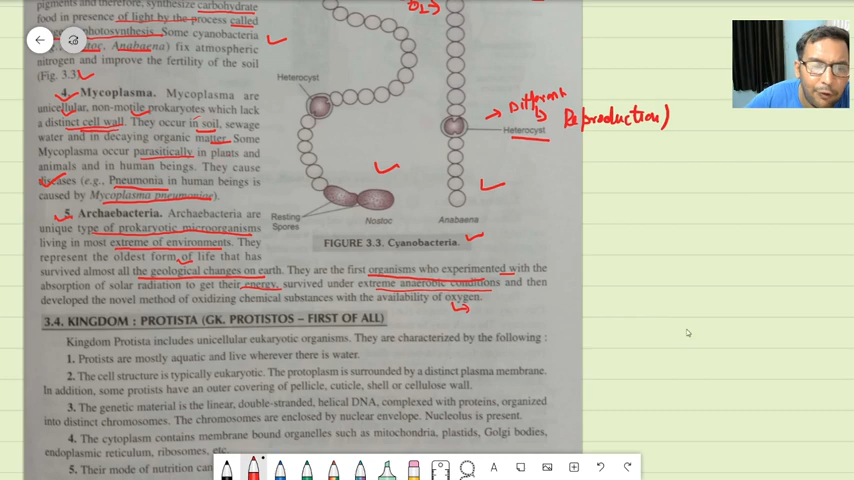 pigments and therefore, synthesize carbohydrate
food in presence of light by the process called
photosynthesis. Some cyanobacteria
Anabaena) fix atmospheric
nitrogen and improve the fertility of the soil
(Fig. 3.3)
4. Mycoplasma. Mycoplasma are
unicellular, non-motile prokaryotes which lack
a distinct cell wall. They occur in soil, sewage
water and in decaying organic matter. Some
Mycoplasma occur parasitically in plants and
animals and in human beings. They cause
diseases (e.g., Pneumonia in human beings is
caused by Mycoplasma pneumoniae).
5. Archaebacteria. Archaebacteria are
unique type of prokaryotic microorganisms
living in most extreme of environments. They
represent the oldest form of life that has
survived almost all the geological changes on earth. They are the first organisms who experimented with the
absorption of solar radiation to get their energy, survived under extreme anaerobic conditions and then
developed the novel method of oxidizing chemical substances with the availability of oxygen.
Heterocyst
Different
Reproduction)
Heterocyst
Resting
Spores
Nostoc
Anabaena
FIGURE 3.3. Cyanobacteria.
3.4. KINGDOM : PROTISTA (GK. PROTISTOS – FIRST OF ALL)
Kingdom Protista includes unicellular eukaryotic organisms. They are characterized by the following :
1. Protists are mostly aquatic and live wherever there is water.
2. The cell structure is typically eukaryotic. The protoplasm is surrounded by a distinct plasma membrane.
In addition, some protists have an outer covering of pellicle, cuticle, shell or cellulose wall.
3. The genetic material is the linear, double-stranded, helical DNA, complexed with proteins, organized
into distinct chromosomes. The chromosomes are enclosed by nuclear envelope. Nucleolus is present.
4. The cytoplasm contains membrane bound organelles such as mitochondria, plastids, Golgi bodies,
endoplasmic reticulum, ribosomes, etc.
5. Their mode of nutrition can
A